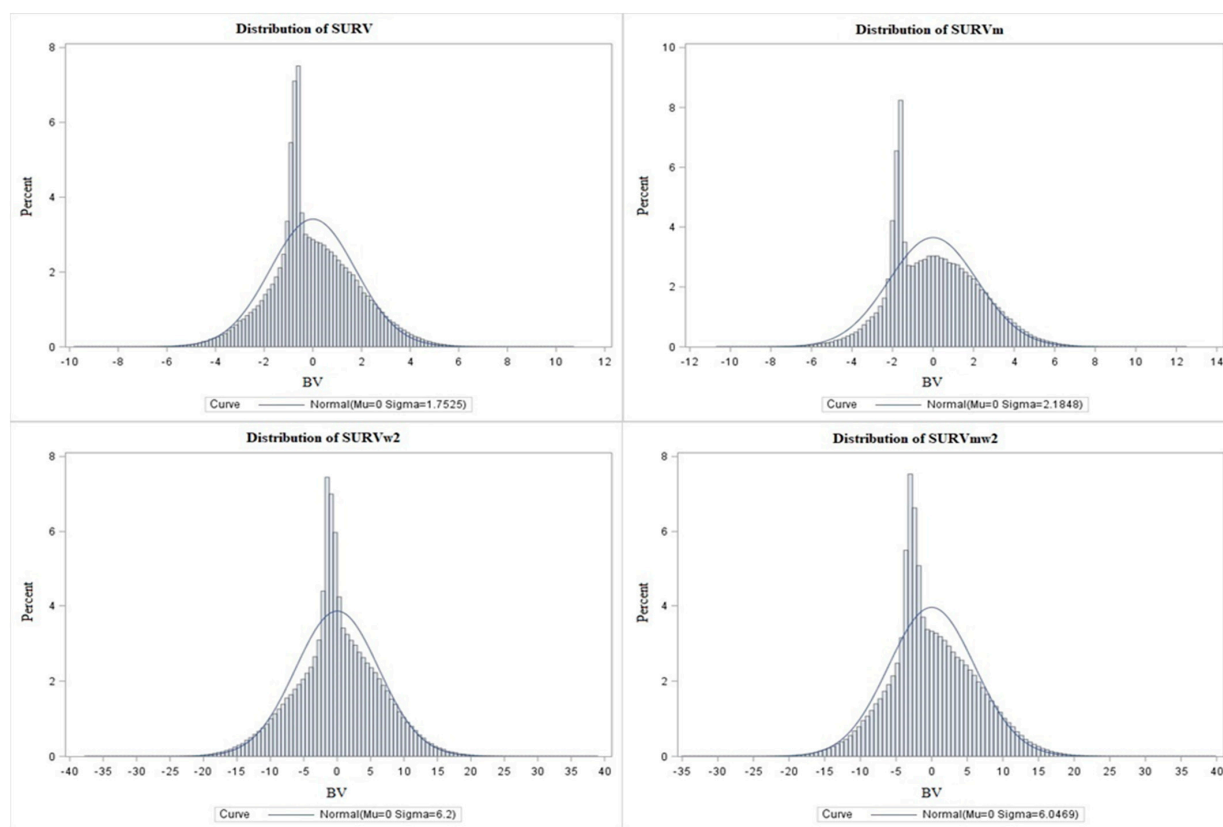 Distribution of SURV
8
6
4
2
0
Percent
-10 -8 -6 -4 -2 0 2 4 6 8 10 12
BV
Curve Normal(Mu=0 Sigma=1.7525)
Distribution of SURVm
10
8
6
4
2
0
Percent
-12 -10 -8 -6 -4 -2 0 2 4 6 8 10 12 14
BV
Curve Normal(Mu=0 Sigma=2.1848)
Distribution of SURVw2
8
6
4
2
0
Percent
-40 -35 -30 -25 -20 -15 -10 -5 0 5 10 15 20 25 30 35 40
BV
Curve Normal(Mu=0 Sigma=6.2)
Distribution of SURVmw2
8
6
4
2
0
Percent
-35 -30 -25 -20 -15 -10 -5 0 5 10 15 20 25 30 35 40
BV
Curve Normal(Mu=0 Sigma=6.0469)